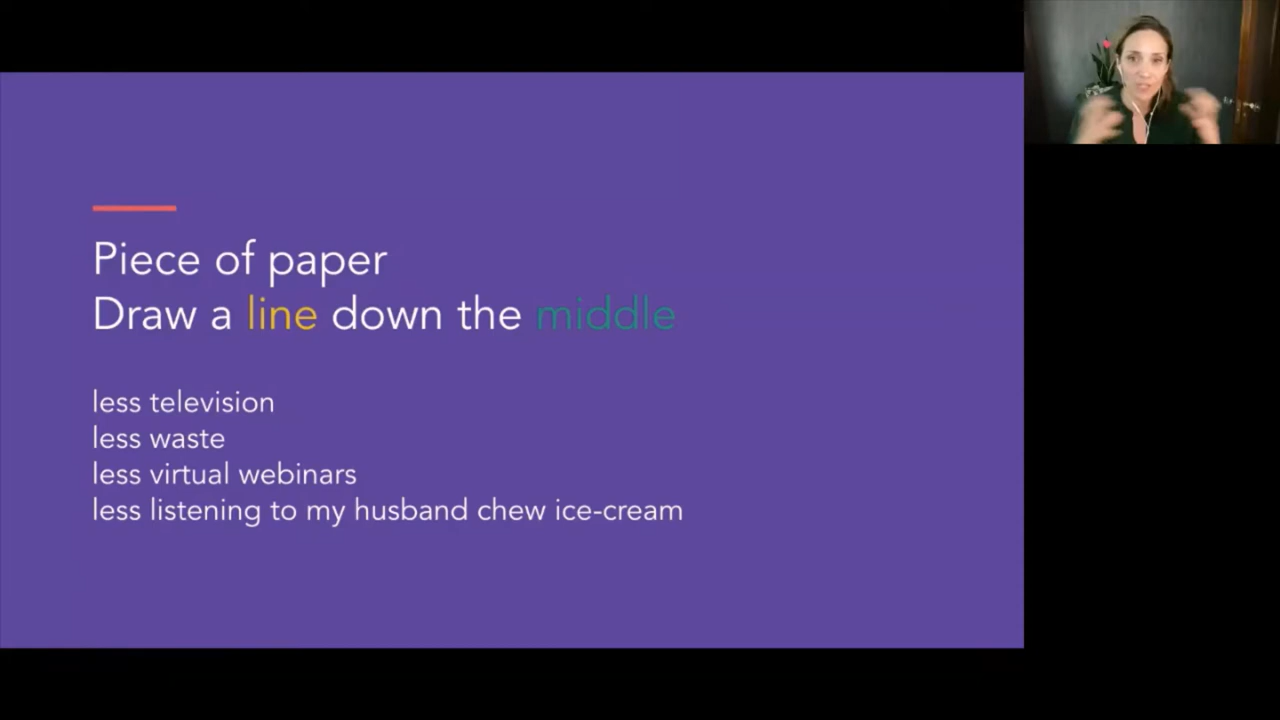 Piece of paper
Draw a line down the middle
less television
less waste
less virtual webinars
less listening to my husband chew ice-cream